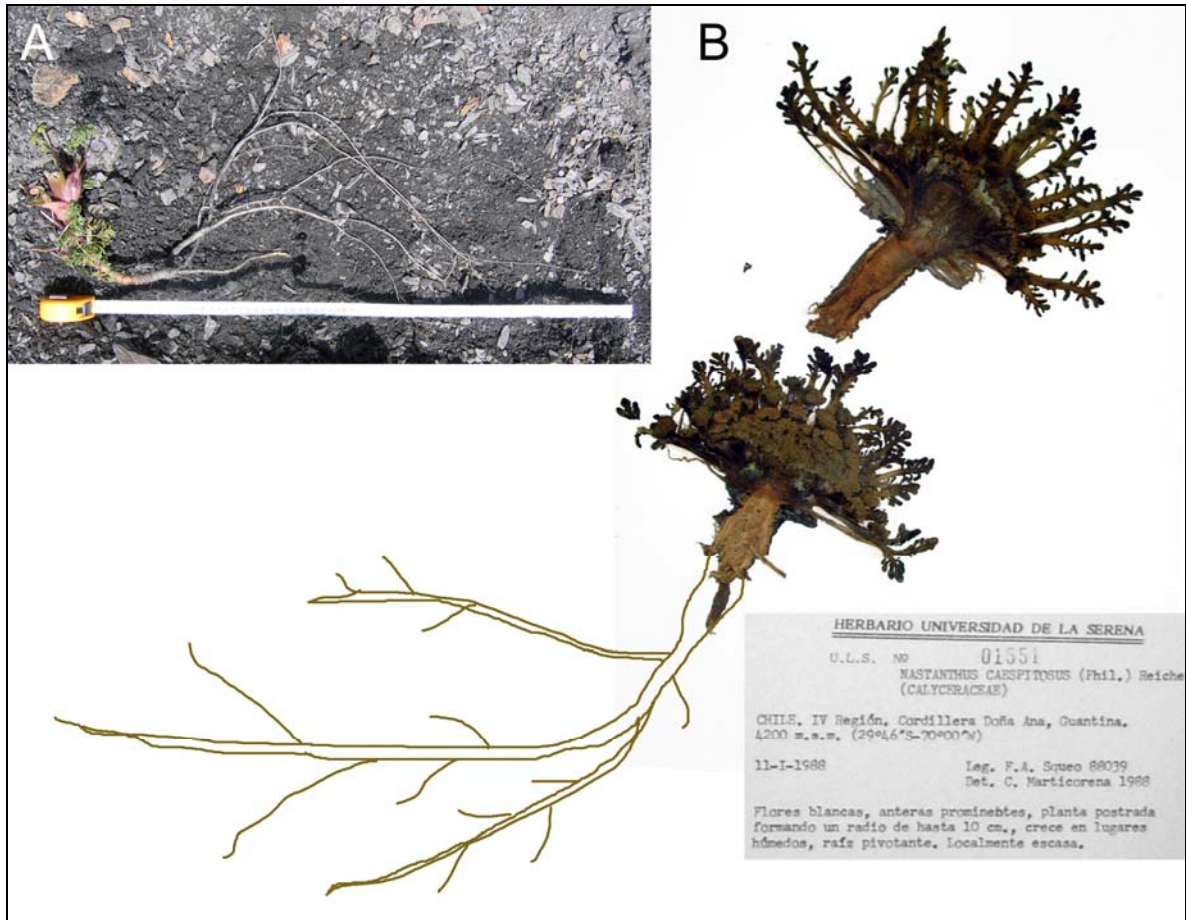 A
B
HERBARIO UNIVERSIDAD DE LA SERENA
U.L.S. Nº 01551
NASTANTHUS CAESPITOSUS (Phil.) Reiche
(CALYCERACEAE)
CHILE. IV Región. Cordillera Doña Ana, Guantina.
4200 m.s.m. (29º46"S-70º00"W)
11-I-1988 Leg. F.A. Squeo 88039
Det. C. Marticorena 1988
Flores blancas, anteras prominebtes, planta postrada
formando un radio de hasta 10 cm., crece en lugares
húmedos, raíz pivotante. Localmente escasa.